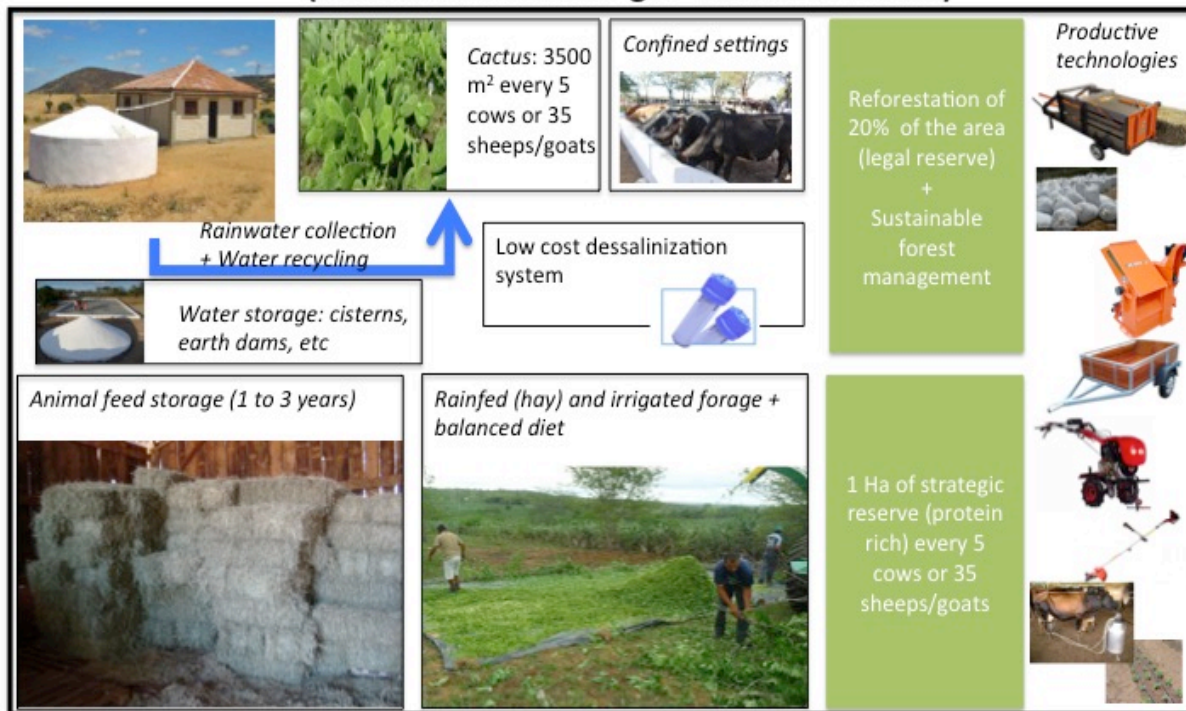 Cactus: 3500
m² every 5
cows or 35
sheeps/goats
Confined settings
Reforestation of
20% of the area
(legal reserve)
+
Sustainable
forest
management
Productive
technologies
Rainwater collection
+ Water recycling
Low cost dessalinization
system
Water storage: cisterns,
earth dams, etc
Animal feed storage (1 to 3 years)
Rainfed (hay) and irrigated forage +
balanced diet
1 Ha of strategic
reserve (protein
rich) every 5
cows or 35
sheeps/goats